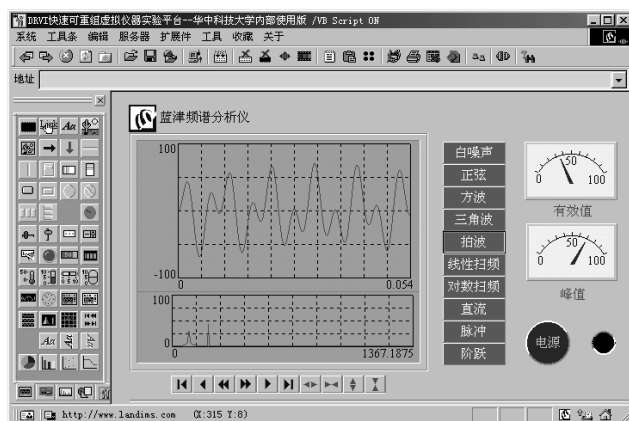 DRVI快速可重组虚拟仪器实验平台--华中科技大学内部使用版 /VB Script ON
系统 工具条 编辑 服务器 扩展件 工具 收藏 关于
地址
蓝津频谱分析仪
100
-100
0
0.054
100
0
0
1367.1875
白噪声
正弦
方波
三角波
拍波
线性扫频
对数扫频
直流
脉冲
阶跃
0 50 100
有效值
0 50 100
峰值
电源
http://www.landims.com (X:315 Y:8)